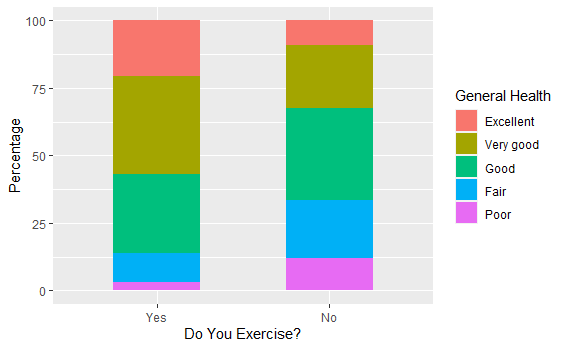 100
75
50
25
0
Percentage
Yes
No
Do You Exercise?
General Health
Excellent
Very good
Good
Fair
Poor